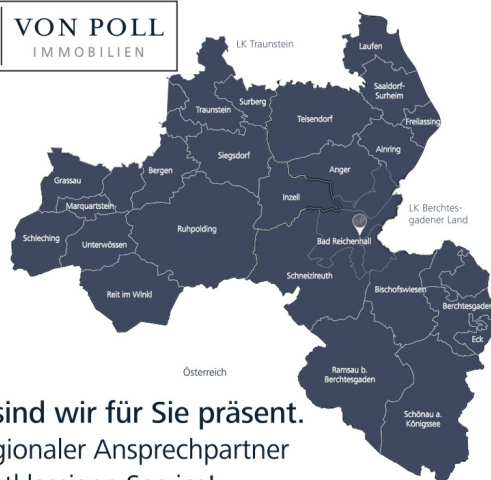 VON POLL
IMMOBILIEN
LK Traunstein
Laufen
Saaldorf-
Surheim
Surberg
Traunstein
Teisendorf
Freilassing
Ainring
Siegsdorf
Anger
Bergen
Grassau
Inzell
Marquartstein
LK Berchtes-
gadener Land
Ruhpolding
Schleching
Unterwössen
Bad Reichenhall
Schneizlreuth
Bischofswiesen
Reit im Winkl
Berchtesgaden
Eck
Österreich
Ramsau b.
Berchtesgaden
Schönau a.
Königssee
sind wir für Sie präsent.
gionaler Ansprechpartner